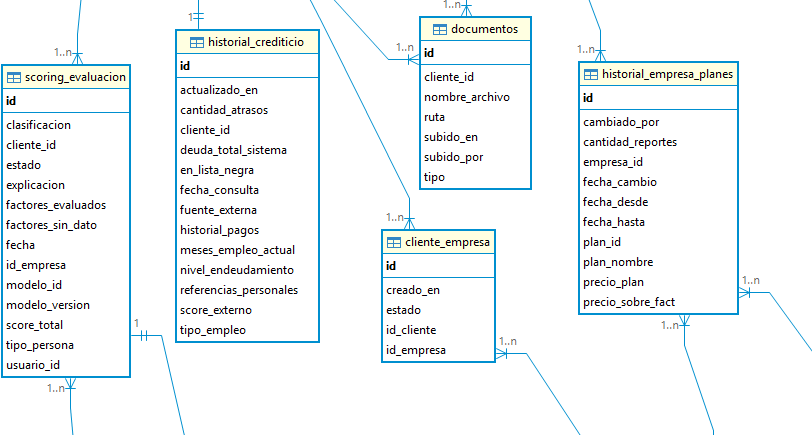 1..n
scoring_evaluacion
id
clasificacion
cliente_id
estado
explicacion
factores_evaluados
factores_sin_dato
fecha
id_empresa
modelo_id
modelo_version
score_total
tipo_persona
usuario_id
1
1..n
1
historial_crediticio
id
actualizado_en
cantidad_atrasos
cliente_id
deuda_total_sistema
en_lista_negra
fecha_consulta
fuente_externa
historial_pagos
meses_empleo_actual
nivel_endeudamiento
referencias_personales
score_externo
tipo_empleo
1..n
1..n
documentos
id
cliente_id
nombre_archivo
ruta
subido_en
subido_por
tipo
1..n
cliente_empresa
id
creado_en
estado
id_cliente
id_empresa
1..n
1..n
historial_empresa_planes
id
cambiado_por
cantidad_reportes
empresa_id
fecha_cambio
fecha_desde
fecha_hasta
plan_id
plan_nombre
precio_plan
precio_sobre_fact
1..n
1..n